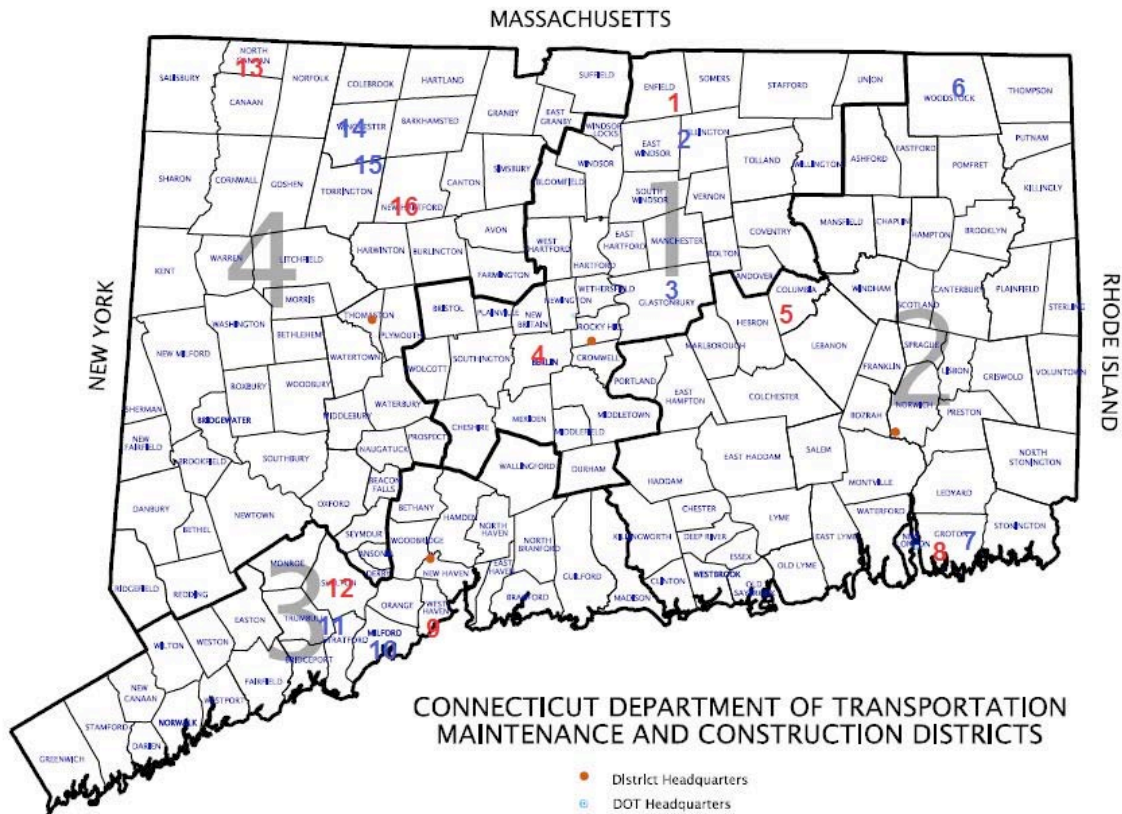 MASSACHUSETTS
NEW YORK
RHODE ISLAND
SALISBURY
NORTH CANAAN
13
CANAAN
NORFOLK
COLEBROOK
HARTLAND
SUFFIELD
ENFIELD
1
SOMERS
STAFFORD
UNION
6
WOODSTOCK
THOMPSON
GRANBY
EAST GRANBY
WINDSOR LOCKS
14
WINCHESTER
BARKHAMSTED
EAST WINDSOR
2
ELLINGTON
PUTNAM
EASTFORD
ASHFORD
POMFRET
WILLINGTON
TOLLAND
WINDSOR
SIMSBURY
BLOOMFIELD
15
SHARON
CORNWALL
GOSHEN
TORRINGTON
16
NEW HARTFORD
CANTON
SOUTH WINDSOR
1
VERNON
KILLINGLY
MANSFIELD
CHAPLIN
HAMPTON
BROOKLYN
COVENTRY
AVON
WEST HARTFORD
HARTFORD
EAST HARTFORD
MANCHESTER
BOLTON
ANDOVER
4
KENT
WARREN
LITCHFIELD
HARWINTON
BURLINGTON
FARMINGTON
WETHERSFIELD
NEWINGTON
3
GLASTONBURY
COLUMBIA
5
WINDHAM
SCOTLAND
CANTERBURY
PLAINFIELD
STERLING
MORRIS
THOMASTON
PLYMOUTH
BRISTOL
PLAINVILLE
NEW BRITAIN
ROCKY HILL
HEBRON
WASHINGTON
BETHLEHEM
WATERTOWN
NEW MILFORD
WOLCOTT
SOUTHINGTON
4
BERLIN
CROMWELL
MARLBOROUGH
LEBANON
FRANKLIN
SPRAGUE
2
LISBON
GRISWOLD
VOLUNTOWN
ROXBURY
WOODBURY
PORTLAND
EAST HAMPTON
COLCHESTER
BOZRAH
NORWICH
PRESTON
SHERMAN
BRIDGEWATER
MIDDLEBURY
WATERBURY
PROSPECT
CHESHIRE
MERIDEN
MIDDLETOWN
MIDDLEFIELD
NEW FAIRFIELD
BROOKFIELD
SOUTHBURY
NAUGATUCK
WALLINGFORD
DURHAM
HADDAM
EAST HADDAM
SALEM
MONTVILLE
NORTH STONINGTON
LEDYARD
DANBURY
BETHEL
NEWTOWN
OXFORD
BEACON FALLS
BETHANY
HAMDEN
NORTH HAVEN
NORTH BRANFORD
SEYMOUR
WOODBRIDGE
CHESTER
LYME
WATERFORD
STONINGTON
KILLINGWORTH
DEEP RIVER
EAST LYME
NEW LONDON
GROTON
7
8
ANSONIA
DERBY
NEW HAVEN
EAST HAVEN
GUILFORD
ESSEX
OLD LYME
MONROE
3
SHELTON
12
RIDGEFIELD
REDDING
BRANFORD
MADISON
CLINTON
WESTBROOK
OLD SAYBROOK
ORANGE
WEST HAVEN
9
EASTON
TRUMBULL
11
STRATFORD
MILFORD
10
WILTON
WESTON
BRIDGEPORT
FAIRFIELD
NEW CANAAN
WESTPORT
STAMFORD
NORWALK
DARIEN
GREENWICH
CONNECTICUT DEPARTMENT OF TRANSPORTATION
MAINTENANCE AND CONSTRUCTION DISTRICTS
District Headquarters
DOT Headquarters